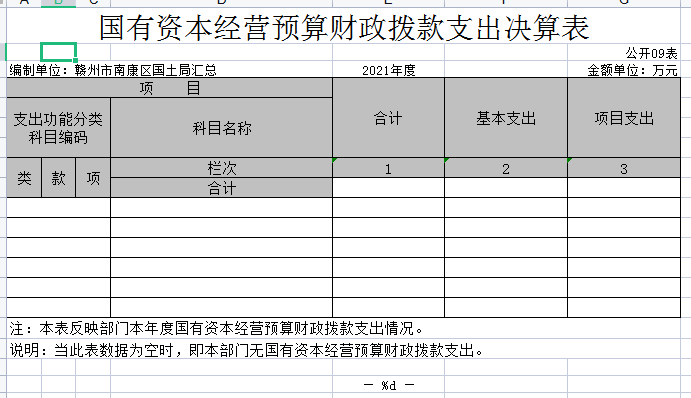 国有资本经营预算财政拨款支出决算表
公开09表
编制单位：赣州市南康区国土局汇总 2021年度 金额单位：万元
项 目 合计 基本支出 项目支出
支出功能分类科目编码 科目名称
类 款 项 栏次 1 2 3
合计
注：本表反映部门本年度国有资本经营预算财政拨款支出情况。
说明：当此表数据为空时，即本部门无国有资本经营预算财政拨款支出。
— %d —